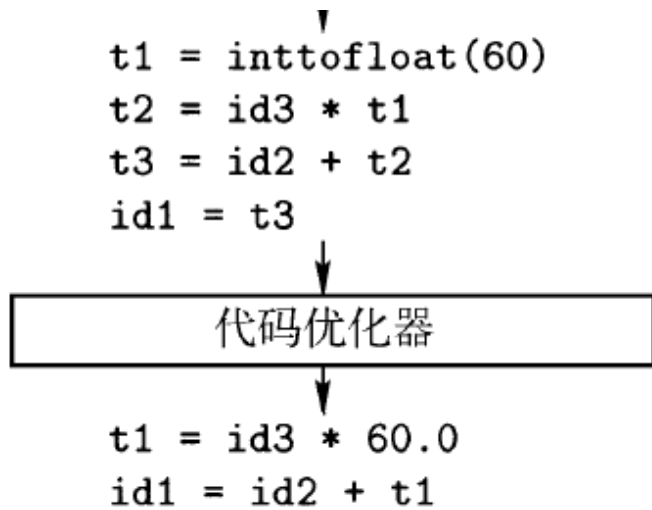 t1 = inttofloat(60)
t2 = id3 * t1
t3 = id2 + t2
id1 = t3
代码优化器
t1 = id3 * 60.0
id1 = id2 + t1